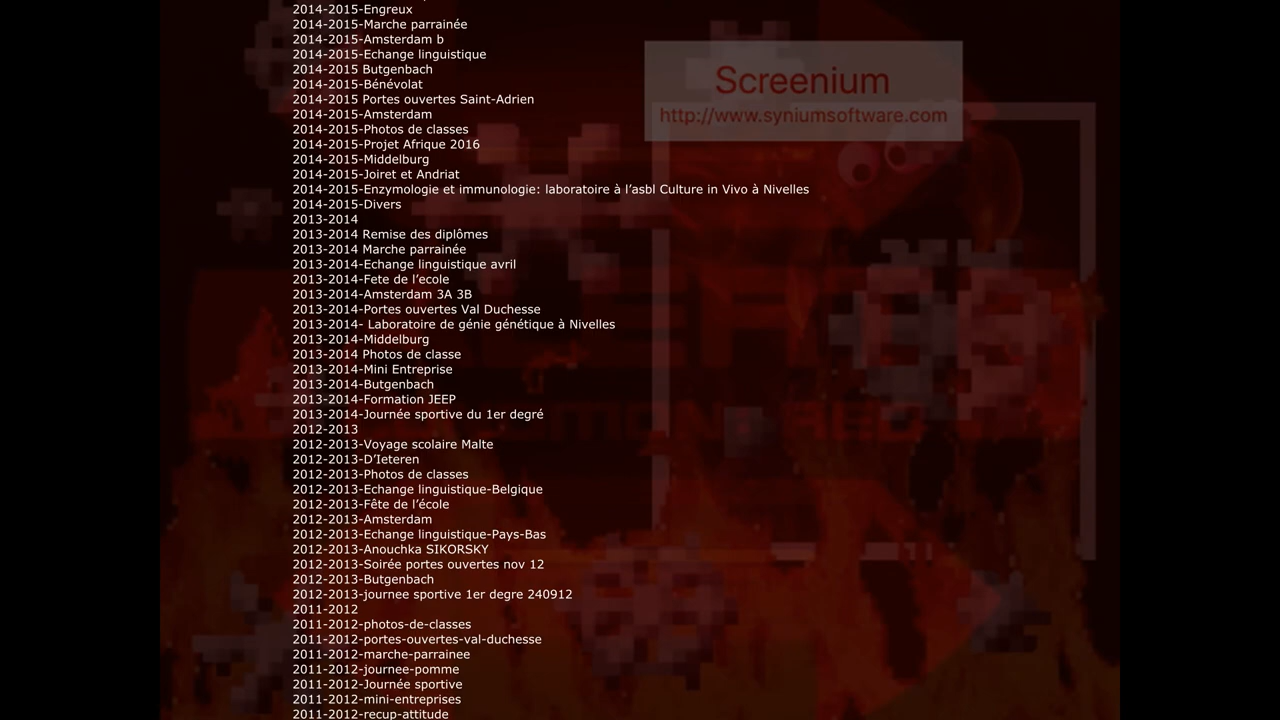 2014-2015-Engreux
2014-2015-Marche parrainée
2014-2015-Amsterdam b
2014-2015-Echange linguistique
2014-2015 Butgenbach
2014-2015-Bénévolat
2014-2015 Portes ouvertes Saint-Adrien
2014-2015-Amsterdam
2014-2015-Photos de classes
2014-2015-Projet Afrique 2016
2014-2015-Middelburg
2014-2015-Joiret et Andriat
2014-2015-Enzymologie et immunologie: laboratoire à l’asbl Culture in Vivo à Nivelles
2014-2015-Divers
2013-2014
2013-2014 Remise des diplômes
2013-2014 Marche parrainée
2013-2014-Echange linguistique avril
2013-2014-Fete de l’ecole
2013-2014-Amsterdam 3A 3B
2013-2014-Portes ouvertes Val Duchesse
2013-2014- Laboratoire de génie génétique à Nivelles
2013-2014-Middelburg
2013-2014 Photos de classe
2013-2014-Mini Entreprise
2013-2014-Butgenbach
2013-2014-Formation JEEP
2013-2014-Journée sportive du 1er degré
2012-2013
2012-2013-Voyage scolaire Malte
2012-2013-D’Ieteren
2012-2013-Photos de classes
2012-2013-Echange linguistique-Belgique
2012-2013-Fête de l’école
2012-2013-Amsterdam
2012-2013-Echange linguistique-Pays-Bas
2012-2013-Anouchka SIKORSKY
2012-2013-Soirée portes ouvertes nov 12
2012-2013-Butgenbach
2012-2013-journee sportive 1er degre 240912
2011-2012
2011-2012-photos-de-classes
2011-2012-portes-ouvertes-val-duchesse
2011-2012-marche-parrainee
2011-2012-journee-pomme
2011-2012-Journée sportive
2011-2012-mini-entreprises
2011-2012-recup-attitude
Screenium
http://www.syniumsoftware.com